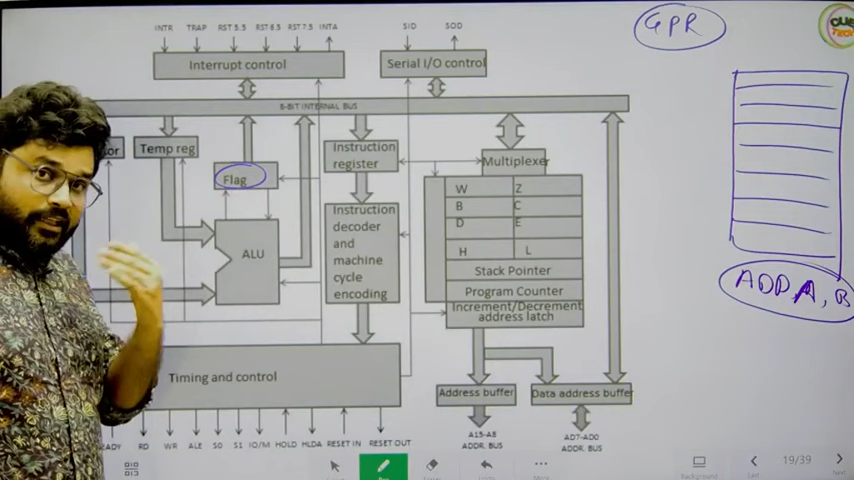 INTR TRAP RST 5.5 RST 6.5 RST 7.5 INTA SID SOD
GPR
Interrupt control
Serial I/O control
8-BIT INTERNAL BUS
Temp reg
Instruction
register
Multiplexer
Flag
W Z
B C
D E
H L
Instruction
decoder
and
machine
cycle
encoding
ALU
Stack Pointer
Program Counter
Increment/Decrement
address latch
ADD A, B
Timing and control
Address buffer
Data address buffer
RD WR ALE S0 S1 IO/M HOLD HLDA RESET IN RESET OUT
A15-A8
ADDR. BUS
AD7-AD0
ADDR. BUS
19/39
Background